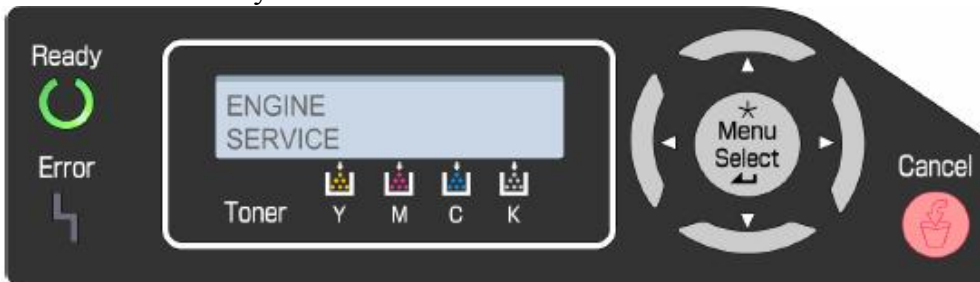 Ready
ENGINE
SERVICE
Error
Toner Y M C K
Menu
Select
Cancel